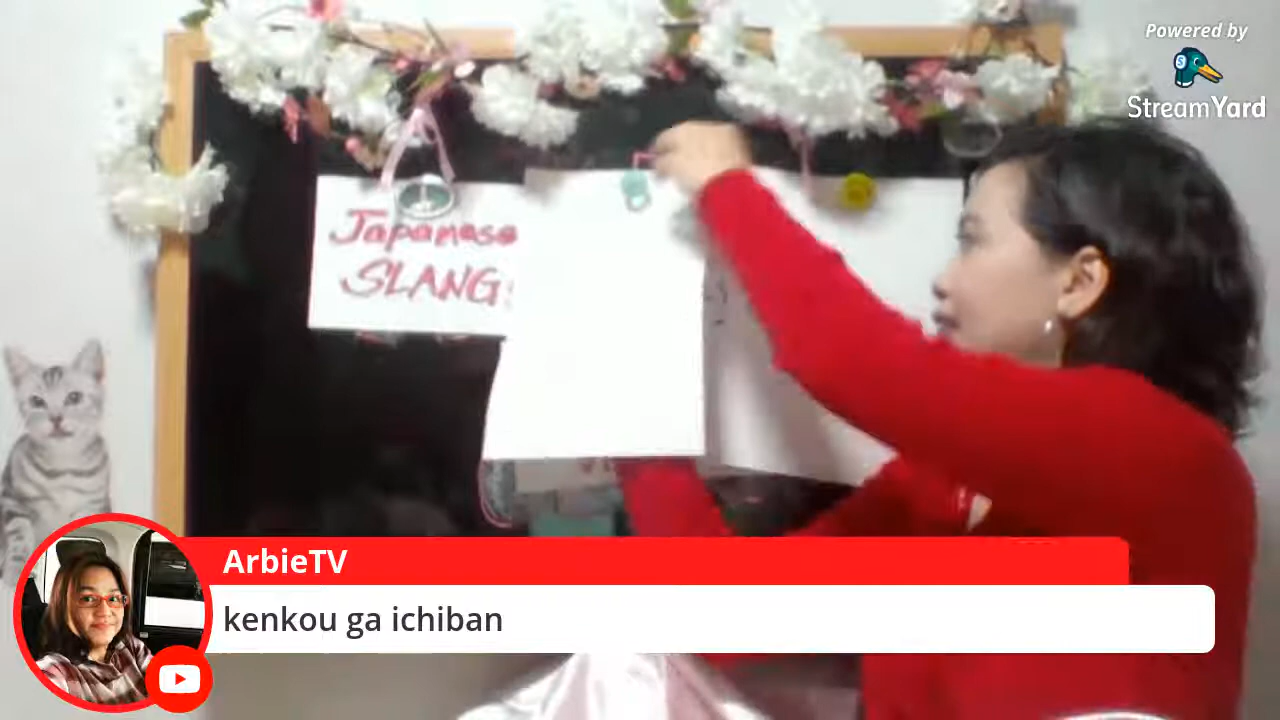 Powered by
StreamYard
Japanese
SLANG
ArbieTV
kenkou ga ichiban